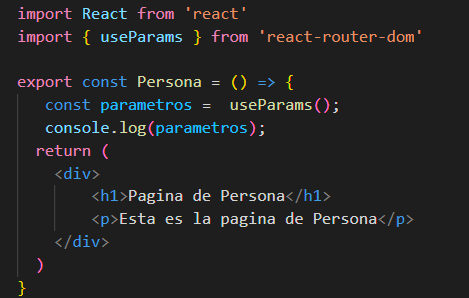 import React from 'react'
import { useParams } from 'react-router-dom'
export const Persona = () => {
const parametros =  useParams();
console.log(parametros);
return (
<div>
<h1>Pagina de Persona</h1>
<p>Esta es la pagina de Persona</p>
</div>
)
}